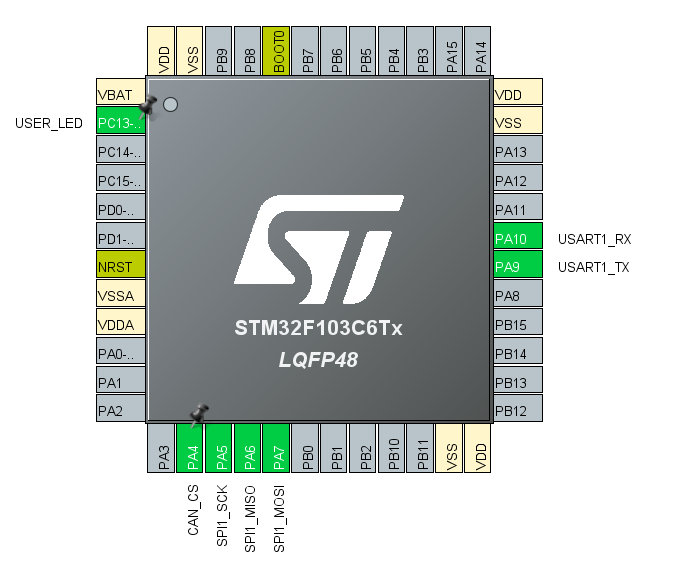 VDD
VSS
PB9
PB8
BOOT0
PB7
PB6
PB5
PB4
PB3
PA15
PA14
VBAT
USER_LED PC13-..
PC14-..
PC15-..
PD0-..
PD1-..
NRST
VSSA
VDDA
PA0-..
PA1
PA2
ST
STM32F103C6Tx
LQFP48
VDD
VSS
PA13
PA12
PA11
PA10 USART1_RX
PA9 USART1_TX
PA8
PB15
PB14
PB13
PB12
PA3
PA4 CAN_CS
PA5 SPI1_SCK
PA6 SPI1_MISO
PA7 SPI1_MOSI
PB0
PB1
PB2
PB10
PB11
VSS
VDD